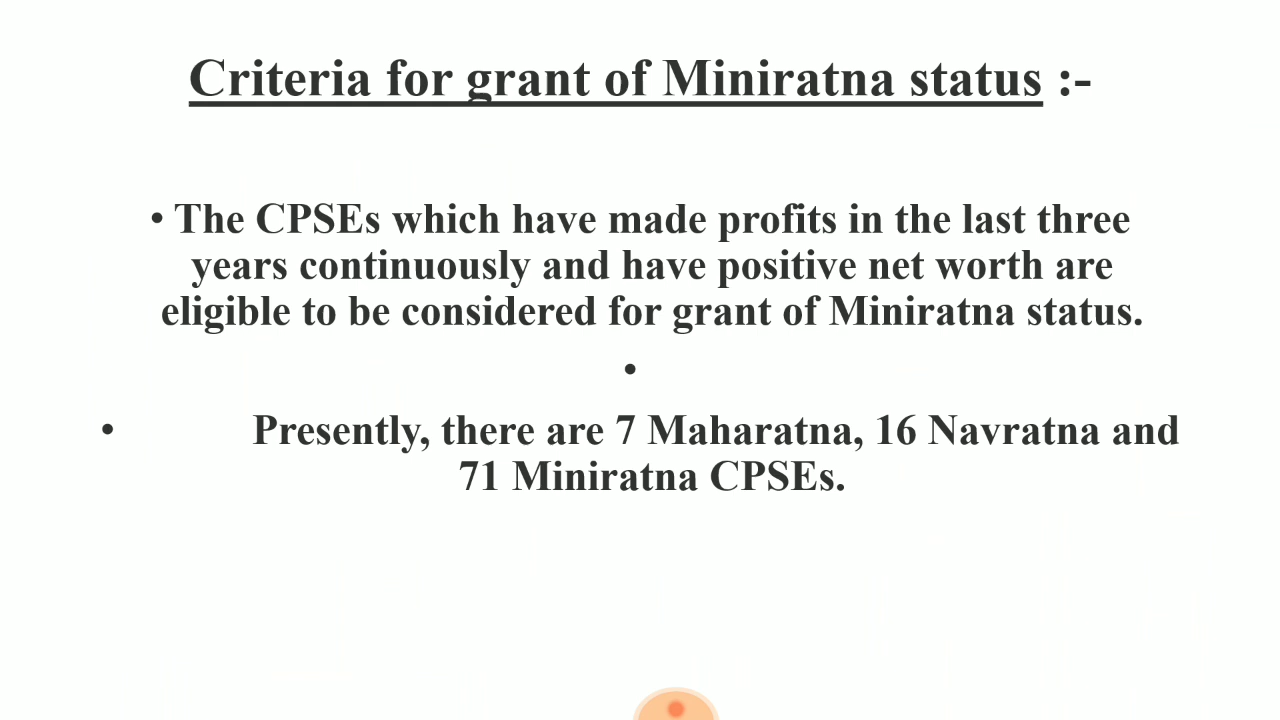 Criteria for grant of Miniratna status :-
• The CPSEs which have made profits in the last three
years continuously and have positive net worth are
eligible to be considered for grant of Miniratna status.
•
• Presently, there are 7 Maharatna, 16 Navratna and
71 Miniratna CPSEs.